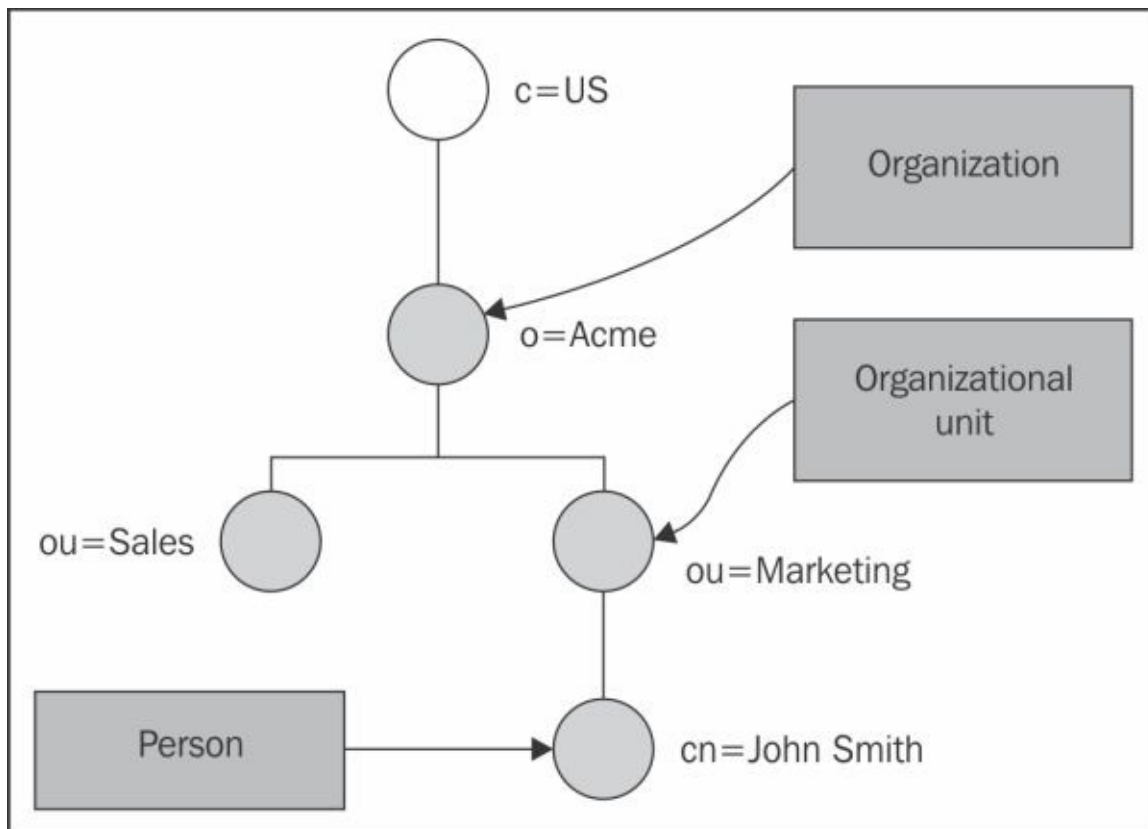 c=US
Organization
o=Acme
Organizational
unit
ou=Sales
ou=Marketing
Person
cn=John Smith